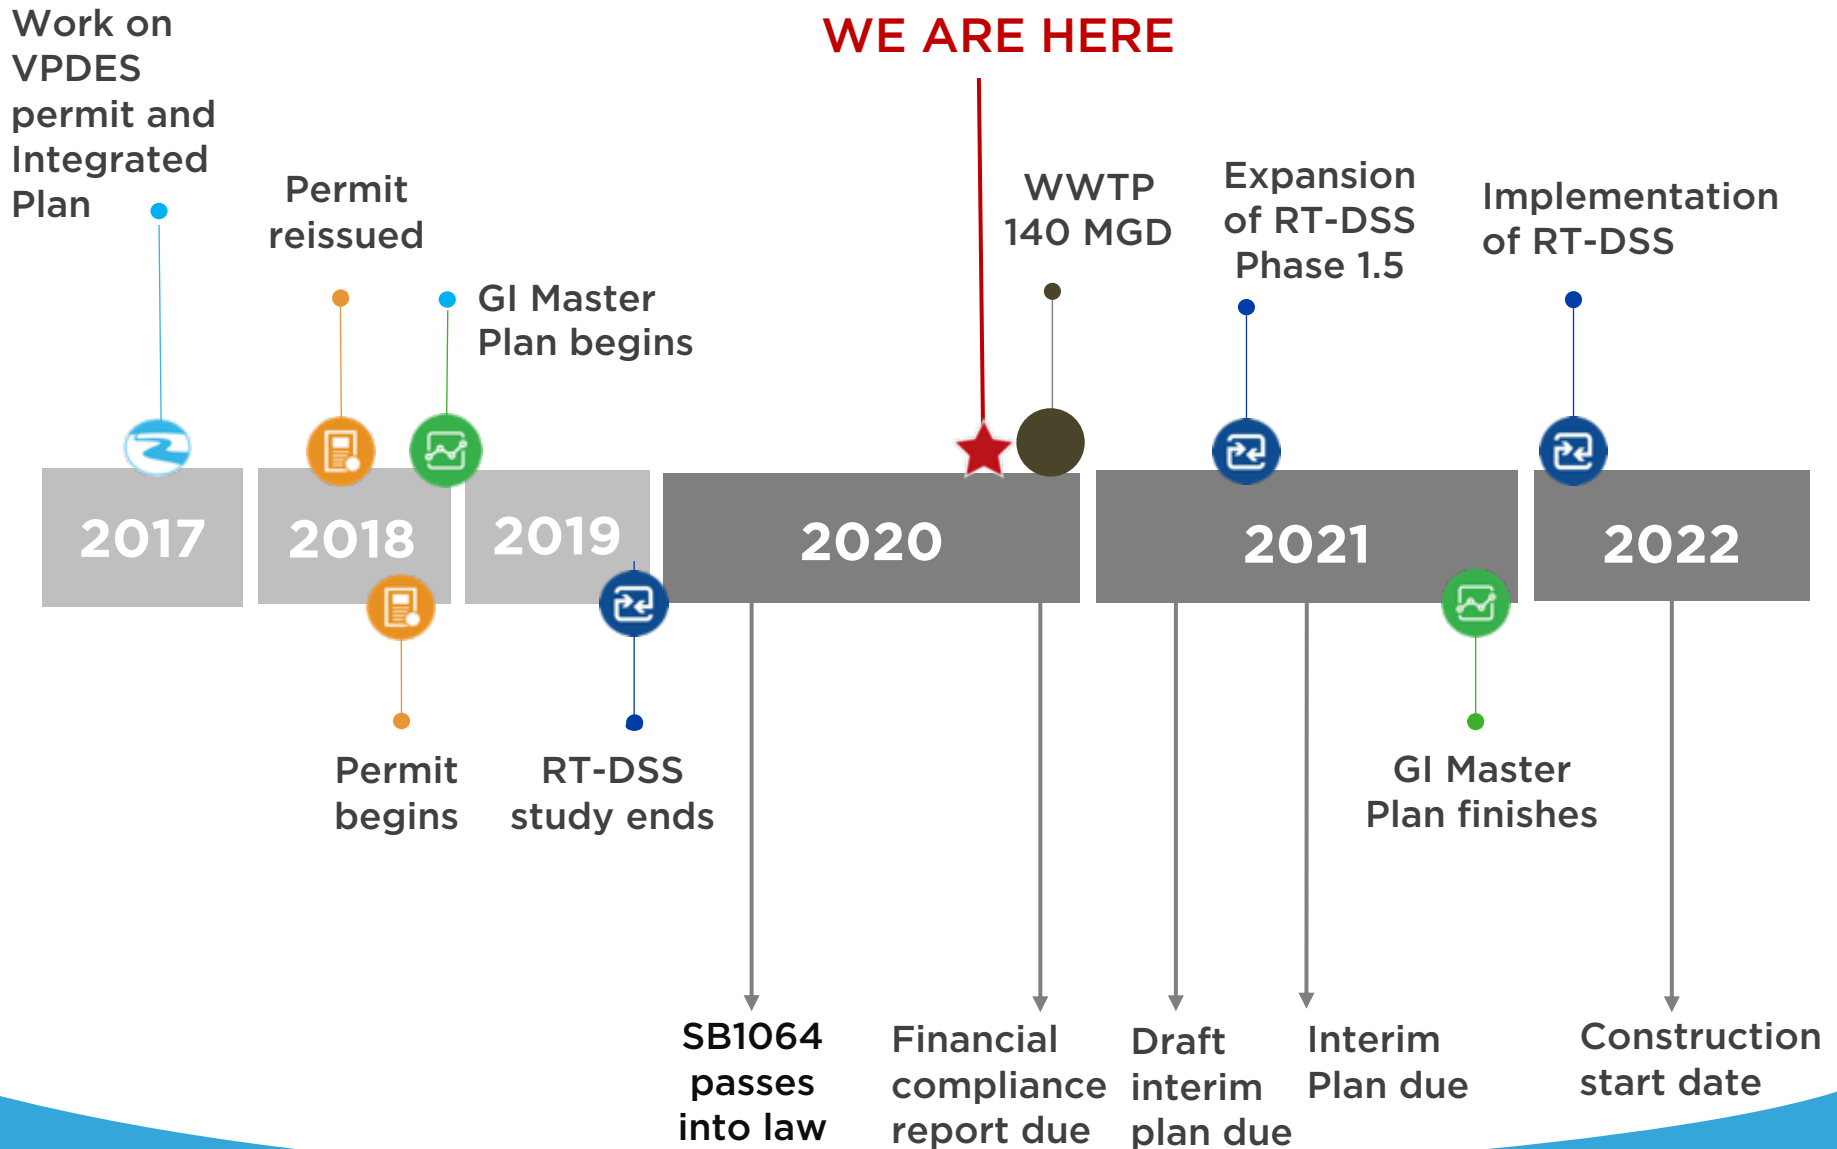 Work on
VPDES
permit and
Integrated
Plan
WE ARE HERE
Permit
reissued
GI Master
Plan begins
WWTP
140 MGD
Expansion
of RT-DSS
Phase 1.5
Implementation
of RT-DSS
2017
2018
2019
2020
2021
2022
Permit
begins
RT-DSS
study ends
GI Master
Plan finishes
SB1064
passes
into law
Financial
compliance
report due
Draft
interim
plan due
Interim
Plan due
Construction
start date